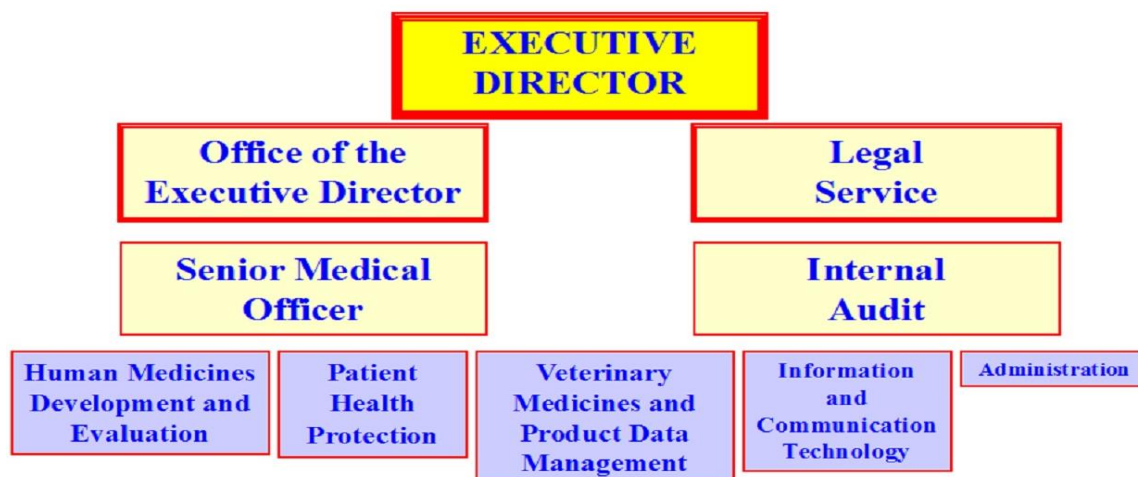 EXECUTIVE
DIRECTOR
Office of the
Executive Director
Legal
Service
Senior Medical
Officer
Internal
Audit
Human Medicines
Development and
Evaluation
Patient
Health
Protection
Veterinary
Medicines and
Product Data
Management
Information
and
Communication
Technology
Administration